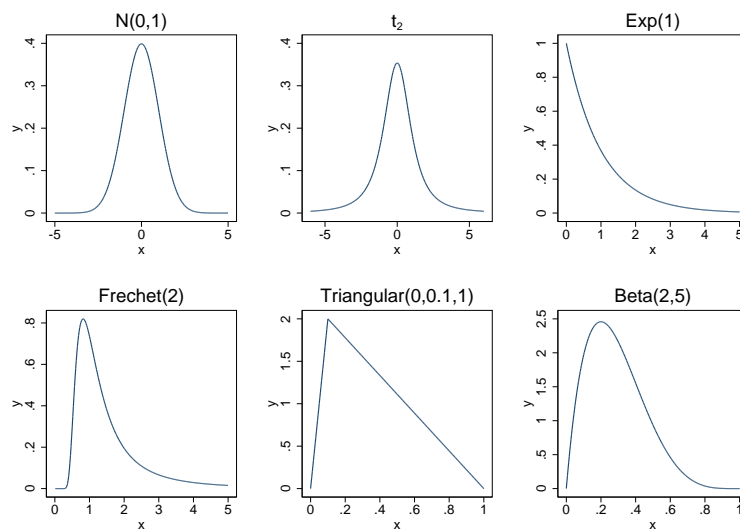 N(0,1)
y
0 .1 .2 .3 .4
-5 0 5
x
t₂
y
0 .1 .2 .3 .4
-5 0 5
x
Exp(1)
y
0 .2 .4 .6 .8 1
0 1 2 3 4 5
x
Frechet(2)
y
0 .2 .4 .6 .8
0 1 2 3 4 5
x
Triangular(0,0.1,1)
y
0 .5 1 1.5 2
0 .2 .4 .6 .8 1
x
Beta(2,5)
y
0 .5 1 1.5 2 2.5
0 .2 .4 .6 .8 1
x